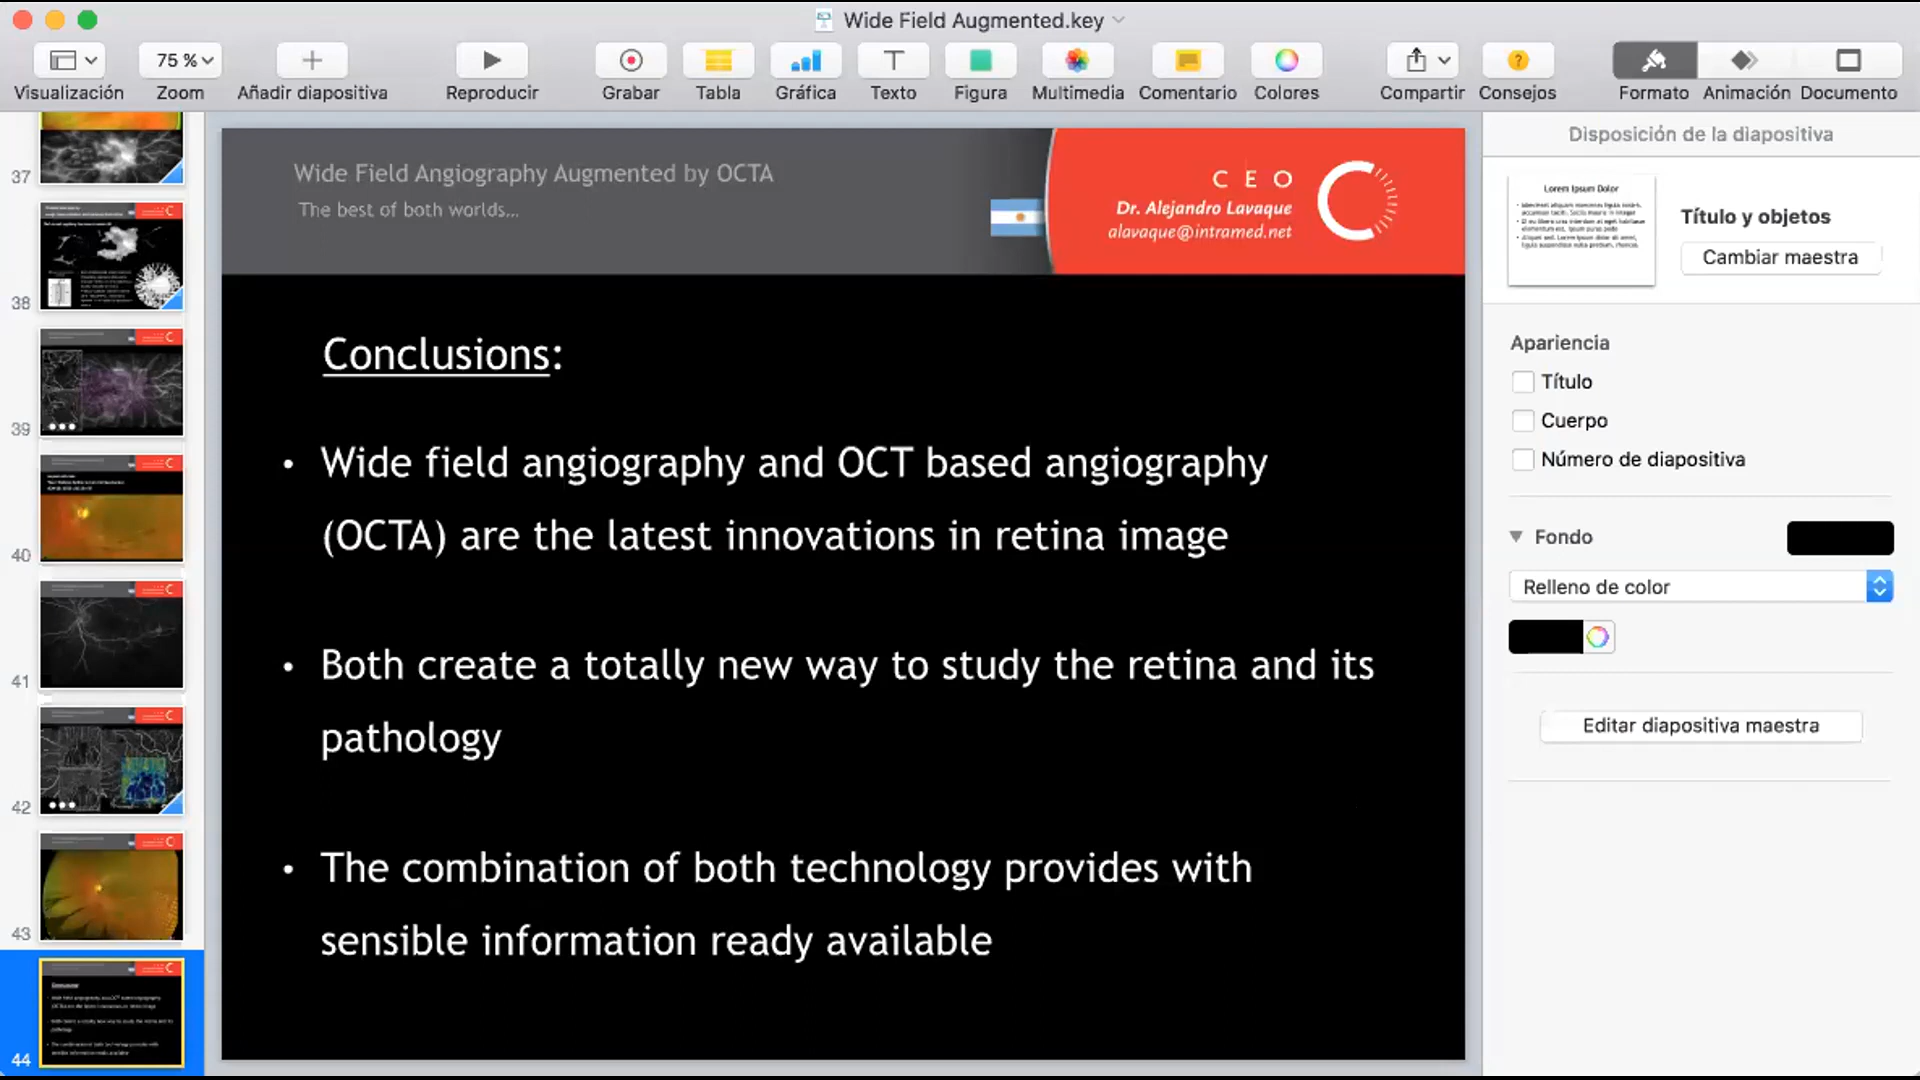 Wide Field Augmented.key
75 %
Visualización Zoom Añadir diapositiva Reproducir Grabar Tabla Gráfica Texto Figura Multimedia Comentario Colores Compartir Consejos Formato Animación Documento
37
38
39
40
41
42
43
44
Wide Field Angiography Augmented by OCTA
The best of both worlds...
CEO
Dr. Alejandro Lavaque
alavaque@intramed.net
Conclusions:
• Wide field angiography and OCT based angiography
(OCTA) are the latest innovations in retina image
• Both create a totally new way to study the retina and its
pathology
• The combination of both technology provides with
sensible information ready available
Disposición de la diapositiva
Lorem Ipsum Dolor
Título y objetos
Cambiar maestra
Apariencia
Título
Cuerpo
Número de diapositiva
Fondo
Relleno de color
Editar diapositiva maestra